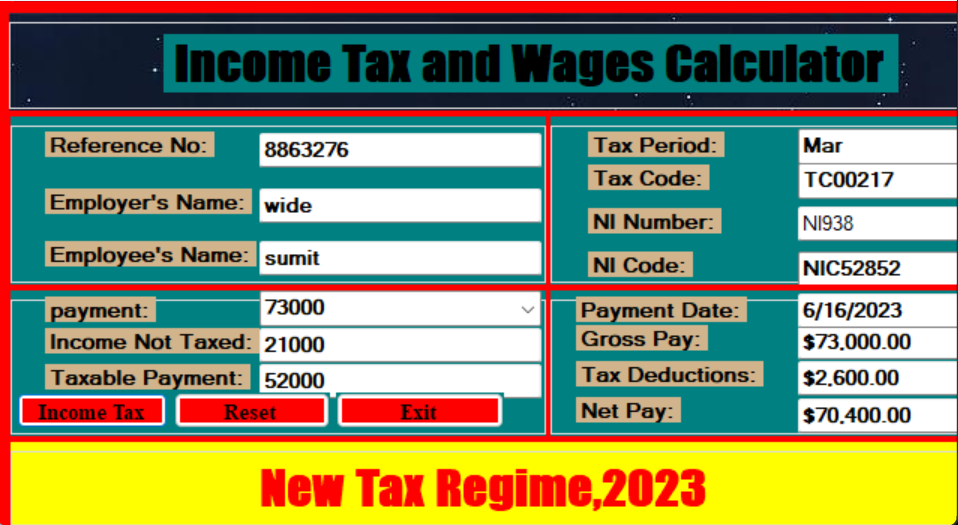 Income Tax and Wages Calculator
Reference No: 8863276
Employer's Name: wide
Employee's Name: sumit
Tax Period: Mar
Tax Code: TC00217
NI Number: NI938
NI Code: NIC52852
payment: 73000
Income Not Taxed: 21000
Taxable Payment: 52000
Income Tax Reset Exit
Payment Date: 6/16/2023
Gross Pay: $73,000.00
Tax Deductions: $2,600.00
Net Pay: $70,400.00
New Tax Regime,2023